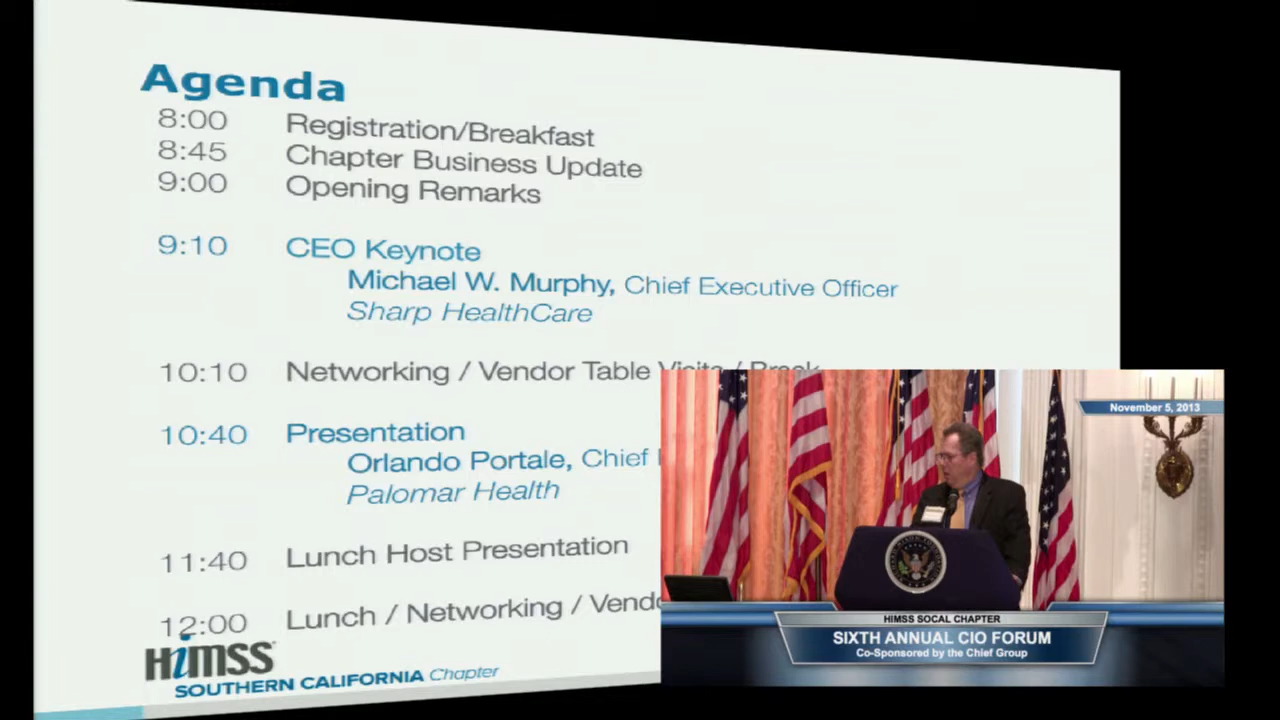 Agenda
8:00 Registration/Breakfast
8:45 Chapter Business Update
9:00 Opening Remarks
9:10 CEO Keynote
Michael W. Murphy, Chief Executive Officer
Sharp HealthCare
10:10 Networking / Vendor Table Visits / Break
10:40 Presentation
Orlando Portale, Chief
Palomar Health
11:40 Lunch Host Presentation
12:00 Lunch / Networking /
HiMSS
SOUTHERN CALIFORNIA Chapter
November 5, 2013
HIMSS SOCAL CHAPTER
SIXTH ANNUAL CIO FORUM
Co-Sponsored by the Chief Group